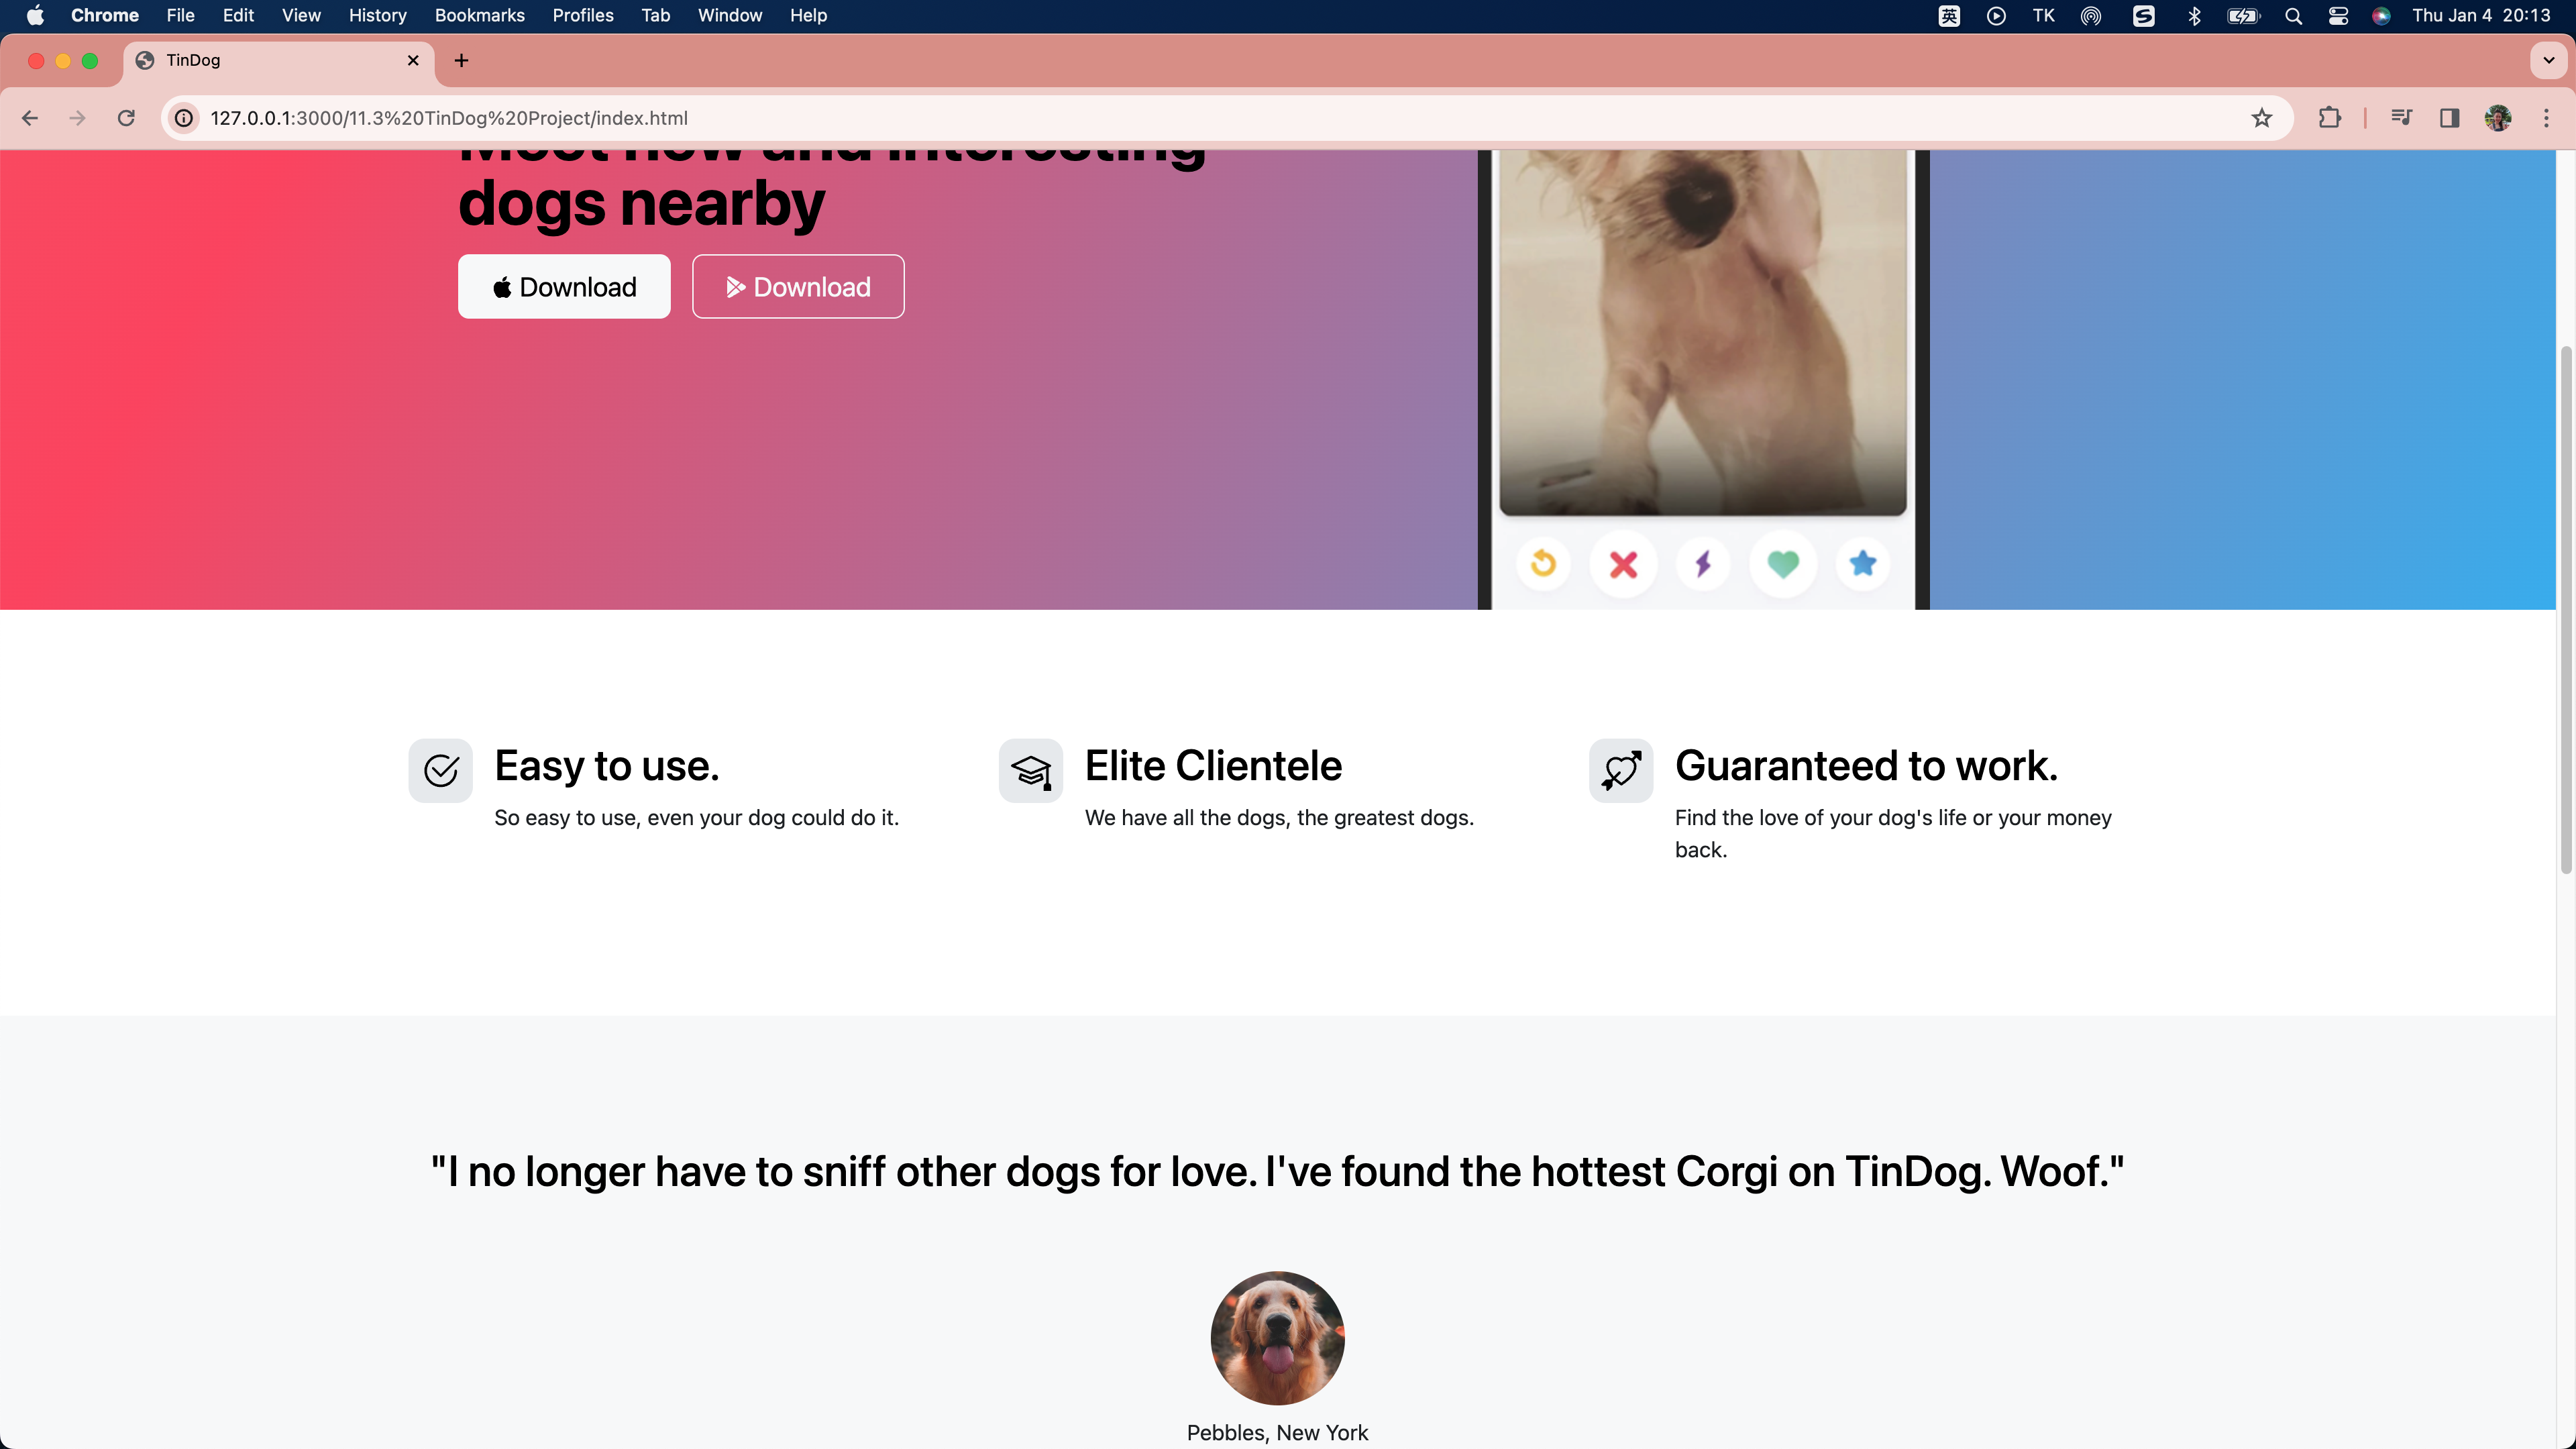 Chrome File Edit View History Bookmarks Profiles Tab Window Help 英 TK S Thu Jan 4 20:13
TinDog
127.0.0.1:3000/11.3%20TinDog%20Project/index.html
Meet new and interesting
dogs nearby
Download Download
Easy to use. Elite Clientele Guaranteed to work.
So easy to use, even your dog could do it. We have all the dogs, the greatest dogs. Find the love of your dog's life or your money
back.
"I no longer have to sniff other dogs for love. I've found the hottest Corgi on TinDog. Woof."
Pebbles, New York